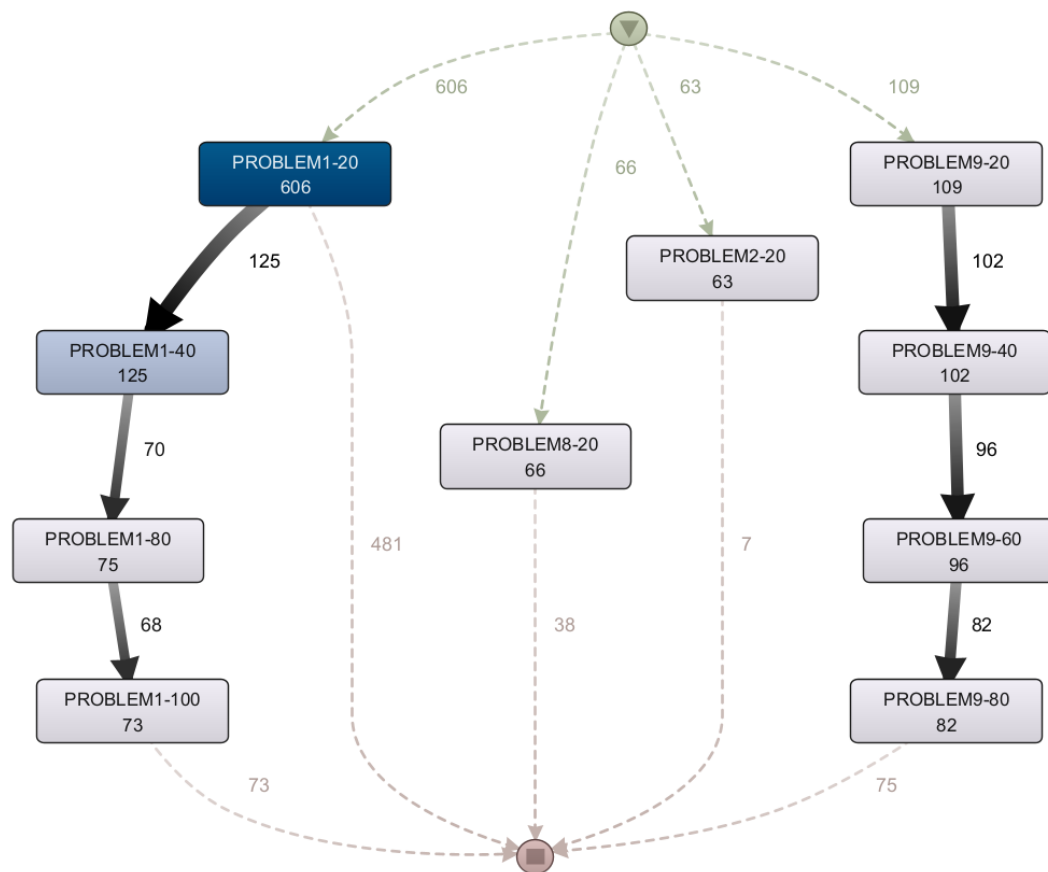 606
63
109
66
PROBLEM1-20
606
PROBLEM9-20
109
PROBLEM2-20
63
125
102
PROBLEM1-40
125
PROBLEM9-40
102
70
PROBLEM8-20
66
96
PROBLEM1-80
75
481
7
PROBLEM9-60
96
68
38
82
PROBLEM1-100
73
PROBLEM9-80
82
73
75